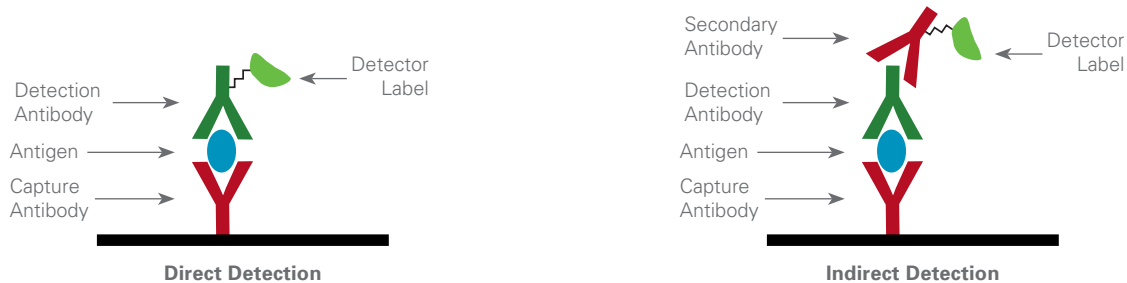 Detection
Antibody
Antigen
Capture
Antibody
Detector
Label
Direct Detection
Secondary
Antibody
Detection
Antibody
Antigen
Capture
Antibody
Detector
Label
Indirect Detection